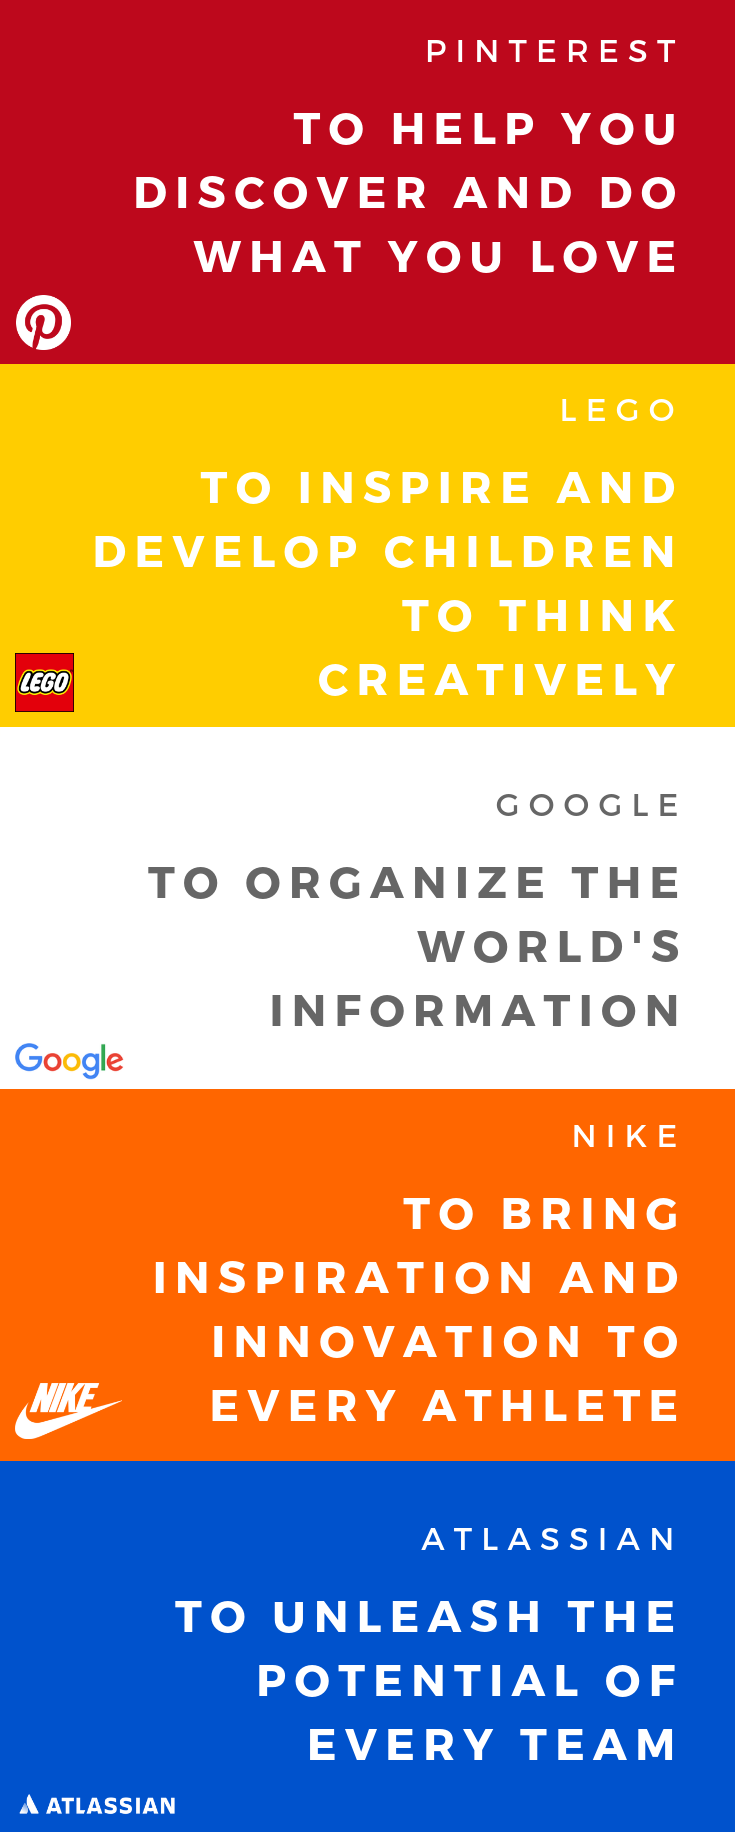 PINTEREST
TO HELP YOU
DISCOVER AND DO
WHAT YOU LOVE
LEGO
TO INSPIRE AND
DEVELOP CHILDREN
TO THINK
CREATIVELY
LEGO
GOOGLE
TO ORGANIZE THE
WORLD'S
INFORMATION
Google
NIKE
TO BRING
INSPIRATION AND
INNOVATION TO
EVERY ATHLETE
NIKE
ATLASSIAN
TO UNLEASH THE
POTENTIAL OF
EVERY TEAM
ATLASSIAN